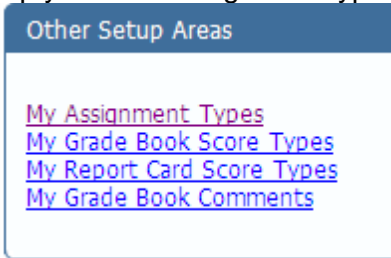 Other Setup Areas
My Assignment Types
My Grade Book Score Types
My Report Card Score Types
My Grade Book Comments